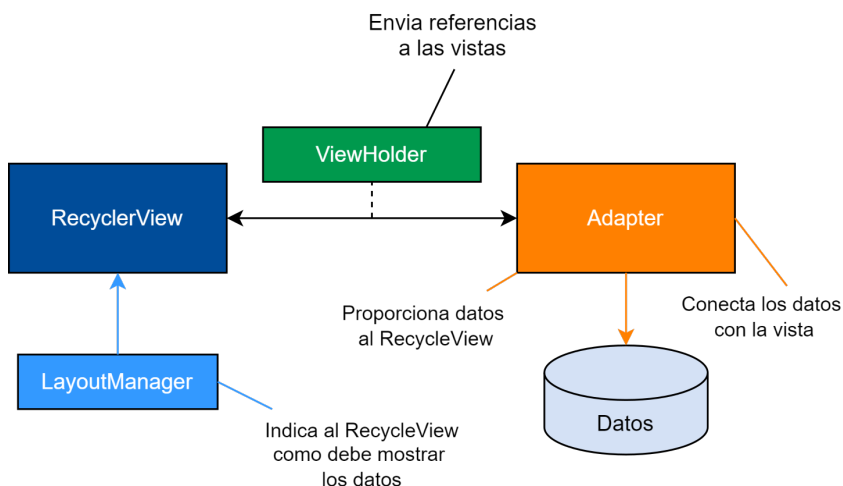 Envia referencias
a las vistas
ViewHolder
RecyclerView
Adapter
Proporciona datos
al RecycleView
Conecta los datos
con la vista
LayoutManager
Datos
Indica al RecycleView
como debe mostrar
los datos